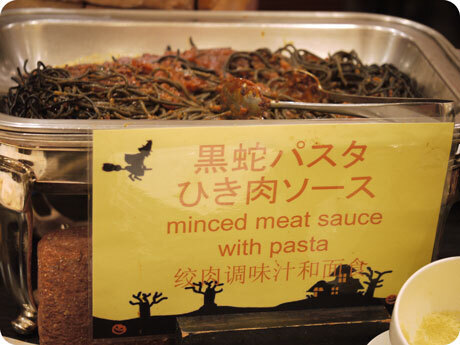 黒蛇パスタ
ひき肉ソース
minced meat sauce
with pasta
绞肉调味汁和面食